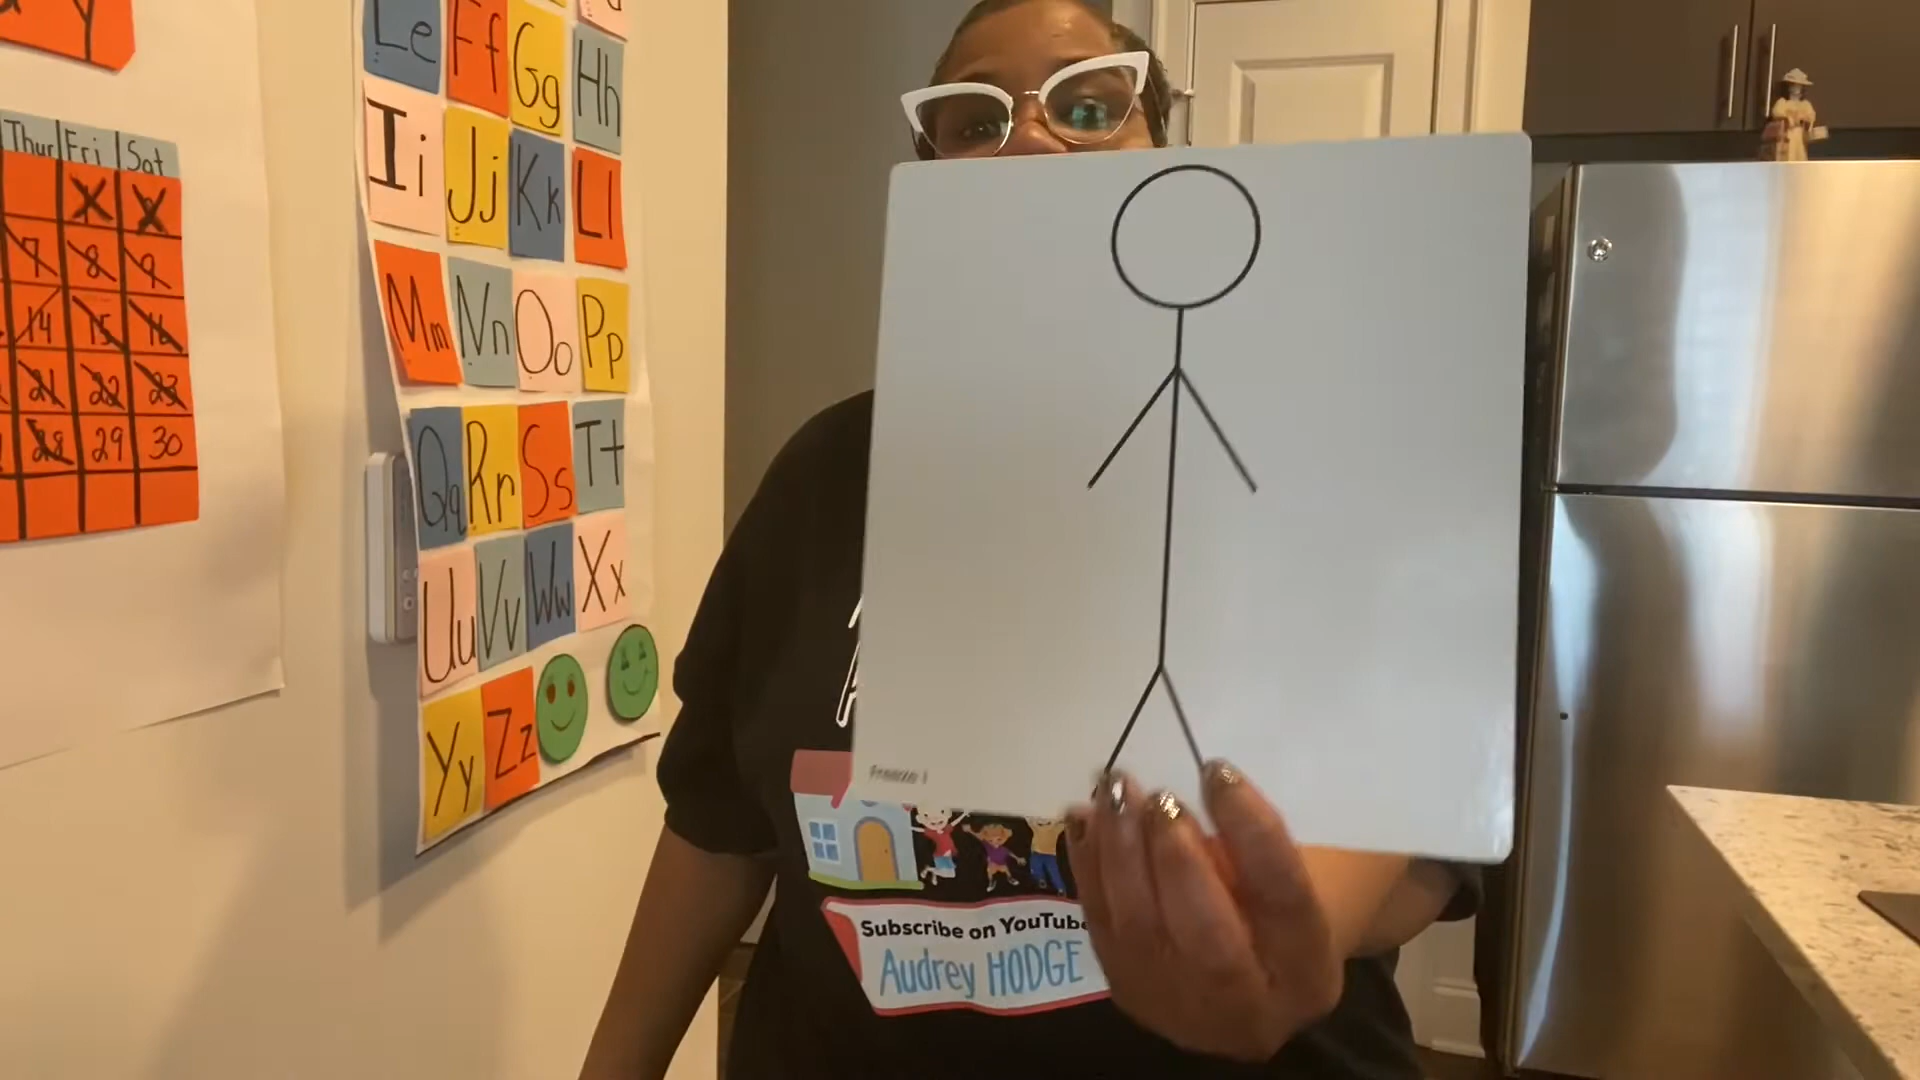 Y
Thur Fri Sat
X X
7 8 9
14 15 16
21 22 23
28 29 30
Ee Ff Gg Hh
Ii Jj Kk Ll
Mm Nn Oo Pp
Qq Rr Ss Tt
Uu Vv Ww Xx
Yy Zz
Freeze 1
Subscribe on YouTube
Audrey HODGE